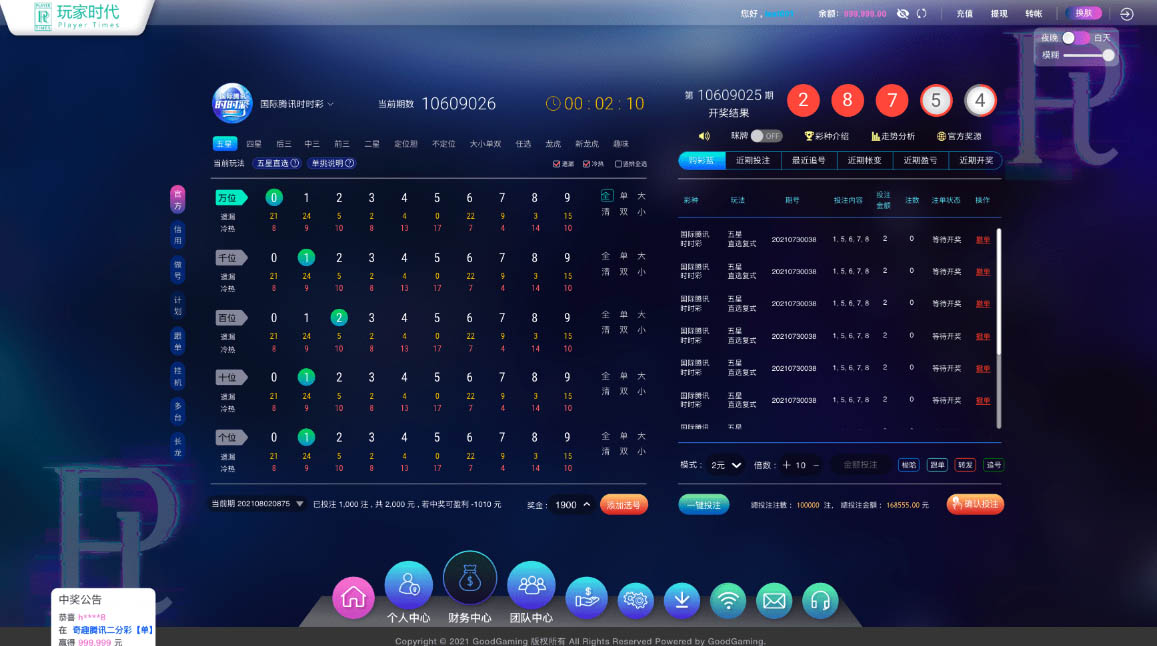 玩家时代
Player Times
您好，
余额：999,999.00
充值
提现
转帐
换肤
夜晚
白天
模糊
国际腾讯时时彩
当前期数
10609026
00 : 02 : 10
第 10609025 期
开奖结果
2 8 7 5 4
咪牌
OFF
彩种介绍
走势分析
官方奖源
五星 四星 后三 中三 前三 二星 定位胆 不定位 大小单双 任选 龙虎 新龙虎 趣味
当前玩法
五星直选
单挑说明
遗漏
冷热
购彩篮 近期投注 最近追号 近期帐变 近期盈亏 近期开奖
官方
信用
做号
计划
跟单
挂机
多台
长龙
万位 0 1 2 3 4 5 6 7 8 9 全 单 大
清 双 小
遗漏 21 24 5 2 4 0 22 9 3 15
冷热 8 9 10 8 13 17 7 4 14 10
千位 0 1 2 3 4 5 6 7 8 9 全 单 大
清 双 小
遗漏 21 24 5 2 4 0 22 9 3 15
冷热 8 9 10 8 13 17 7 4 14 10
百位 0 1 2 3 4 5 6 7 8 9 全 单 大
清 双 小
遗漏 21 24 5 2 4 0 22 9 3 15
冷热 8 9 10 8 13 17 7 4 14 10
十位 0 1 2 3 4 5 6 7 8 9 全 单 大
清 双 小
遗漏 21 24 5 2 4 0 22 9 3 15
冷热 8 9 10 8 13 17 7 4 14 10
个位 0 1 2 3 4 5 6 7 8 9 全 单 大
清 双 小
遗漏 21 24 5 2 4 0 22 9 3 15
冷热 8 9 10 8 13 17 7 4 14 10
当前期 202108020875
已投注 1,000 注 , 共 2,000 元 , 若中奖可盈利 -1010 元
奖金 : 1900
添加选号
彩种 玩法 期号 投注内容 投注金额 注数 注单状态 操作
国际腾讯时时彩 五星直选复式 20210730038 1, 5, 6, 7, 8 2 0 等待开奖 撤单
国际腾讯时时彩 五星直选复式 20210730038 1, 5, 6, 7, 8 2 0 等待开奖 撤单
国际腾讯时时彩 五星直选复式 20210730038 1, 5, 6, 7, 8 2 0 等待开奖 撤单
国际腾讯时时彩 五星直选复式 20210730038 1, 5, 6, 7, 8 2 0 等待开奖 撤单
国际腾讯时时彩 五星直选复式 20210730038 1, 5, 6, 7, 8 2 0 等待开奖 撤单
国际腾讯时时彩 五星直选复式 20210730038 1, 5, 6, 7, 8 2 0 等待开奖 撤单
国际腾讯 五星
模式 : 2元
倍数 : + 10 −
金额投注
梭哈
跟单
转发
追号
一键投注
总投注注数 : 100000 注, 总投注金额 : 168555.00 元
确认投注
个人中心
财务中心
团队中心
中奖公告
恭喜 h****8
在 奇趣腾讯二分彩【单】
赢得 999,999 元
Copyright © 2021 GoodGaming 版权所有 All Rights Reserved Powered by GoodGaming.